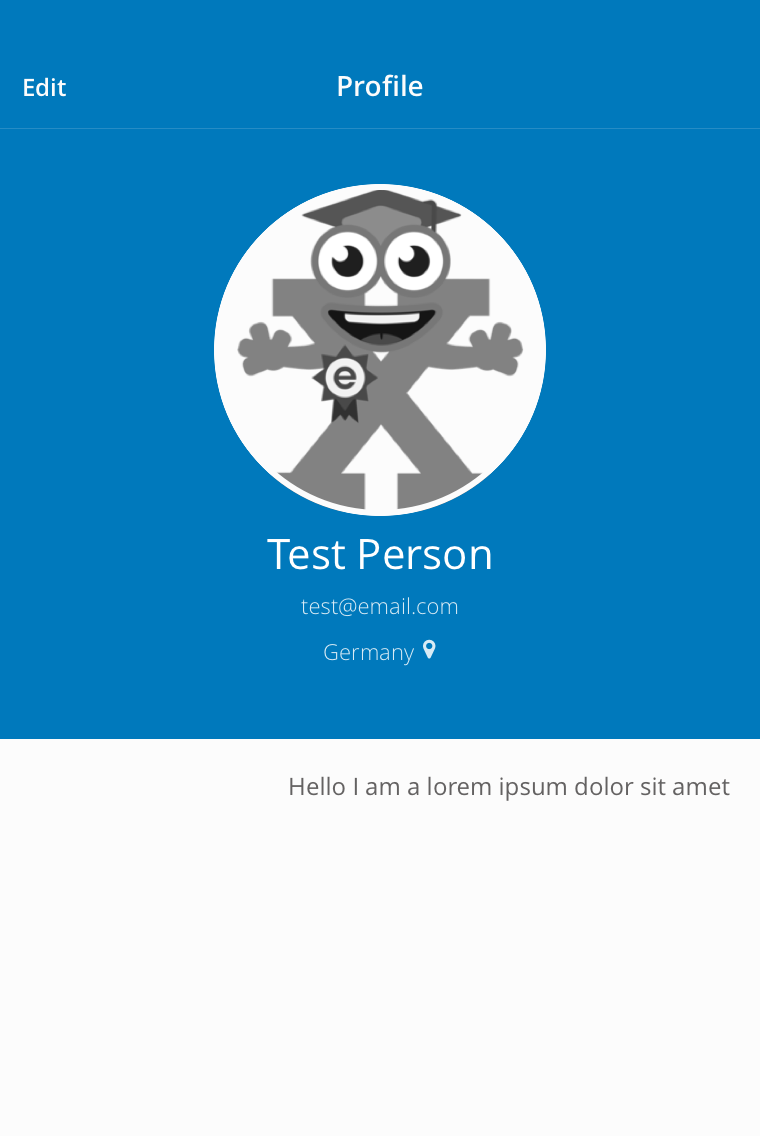 Edit
Profile
e
Test Person
test@email.com
Germany
Hello I am a lorem ipsum dolor sit amet